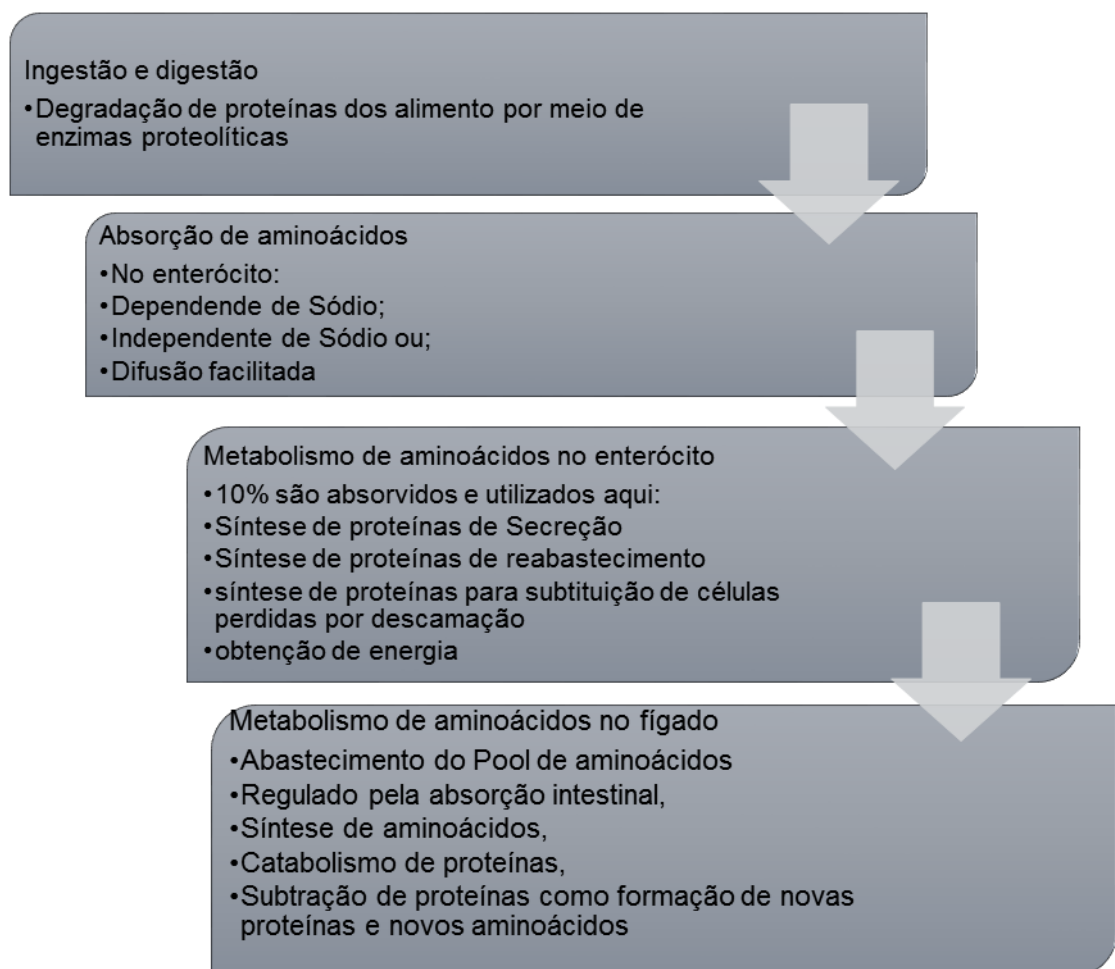 Ingestão e digestão
•Degradação de proteínas dos alimento por meio de
enzimas proteolíticas
Absorção de aminoácidos
•No enterócito:
•Dependende de Sódio;
•Independente de Sódio ou;
•Difusão facilitada
Metabolismo de aminoácidos no enterócito
•10% são absorvidos e utilizados aqui:
•Síntese de proteínas de Secreção
•Síntese de proteínas de reabastecimento
•síntese de proteínas para subtituição de células
perdidas por descamação
•obtenção de energia
Metabolismo de aminoácidos no fígado
•Abastecimento do Pool de aminoácidos
•Regulado pela absorção intestinal,
•Síntese de aminoácidos,
•Catabolismo de proteínas,
•Subtração de proteínas como formação de novas
proteínas e novos aminoácidos